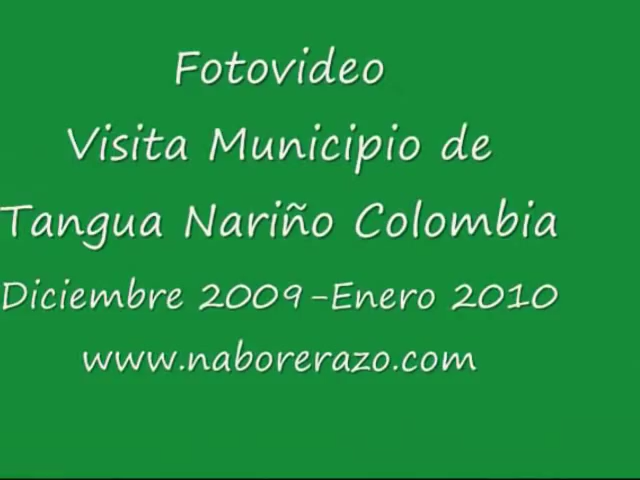 Fotovideo
Visita Municipio de
Tangua Nariño Colombia
Diciembre 2009-Enero 2010
www.naborerazo.com